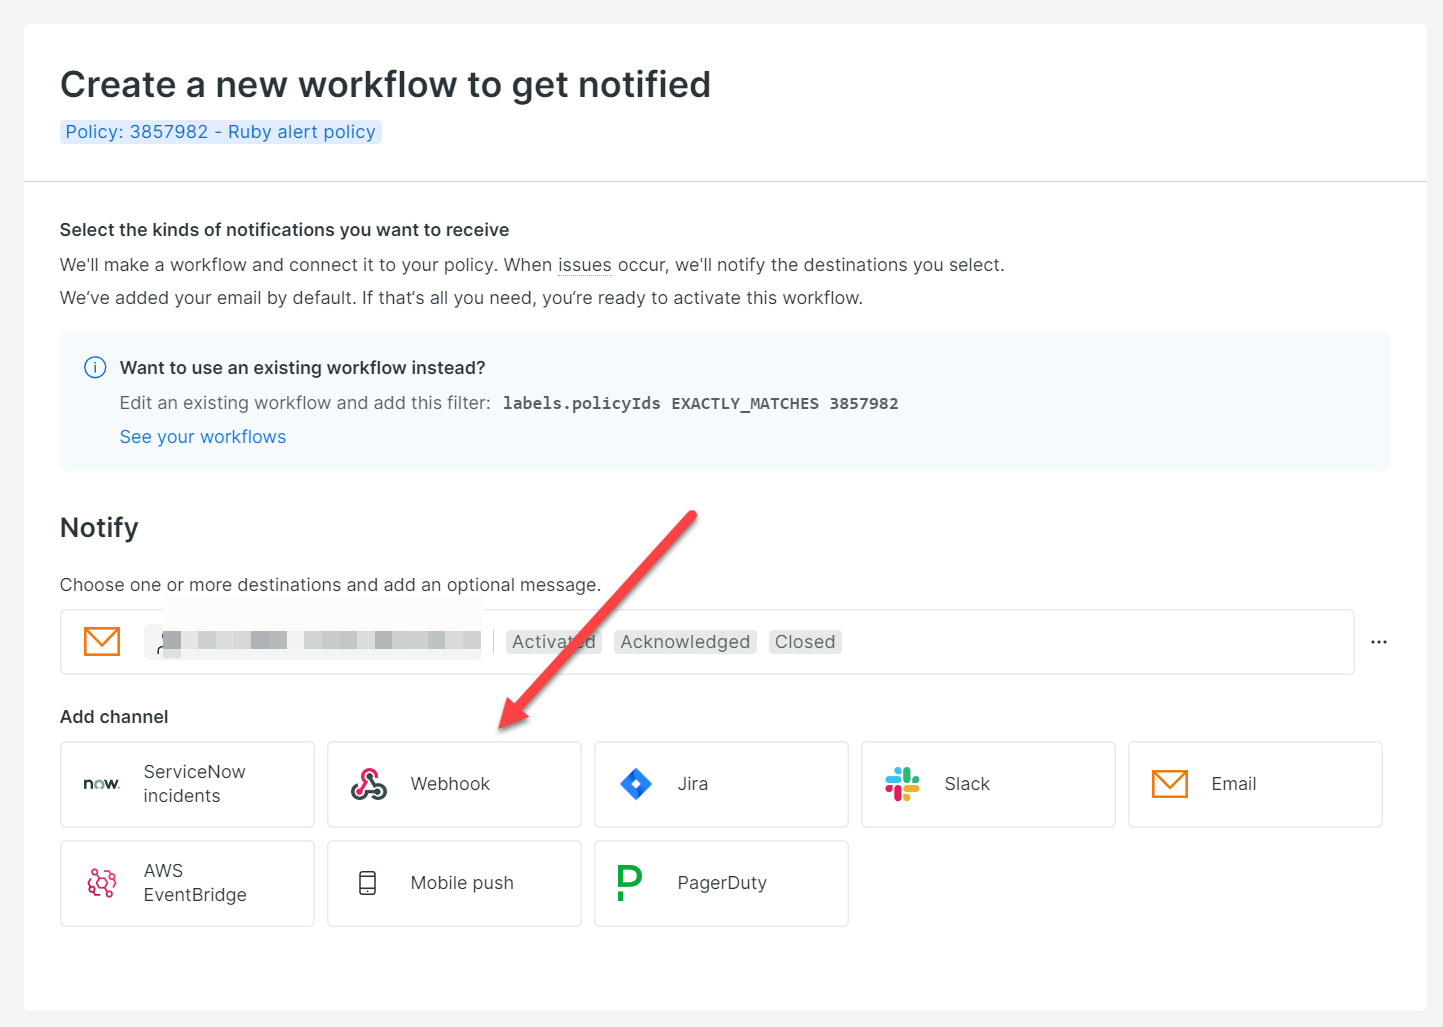 Create a new workflow to get notified
Policy: 3857982 - Ruby alert policy
Select the kinds of notifications you want to receive
We'll make a workflow and connect it to your policy. When issues occur, we'll notify the destinations you select.
We‘ve added your email by default. If that‘s all you need, you‘re ready to activate this workflow.
Want to use an existing workflow instead?
Edit an existing workflow and add this filter: labels.policyIds EXACTLY_MATCHES 3857982
See your workflows
Notify
Choose one or more destinations and add an optional message.
Activated Acknowledged Closed
Add channel
now. ServiceNow
incidents
Webhook
Jira
Slack
Email
AWS
EventBridge
Mobile push
PagerDuty